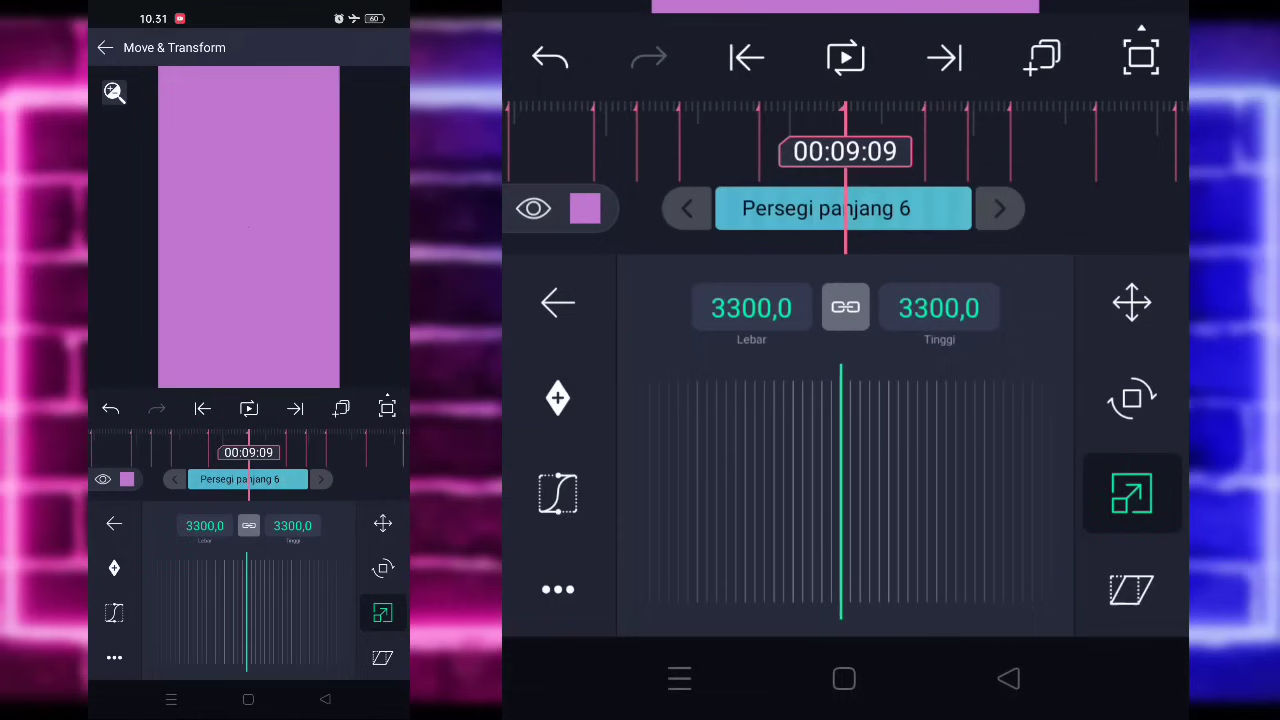 10.31
60
Move & Transform
00:09:09
Persegi panjang 6
3300,0
3300,0
Lebar
Tinggi
00:09:09
Persegi panjang 6
3300,0
3300,0
Lebar
Tinggi